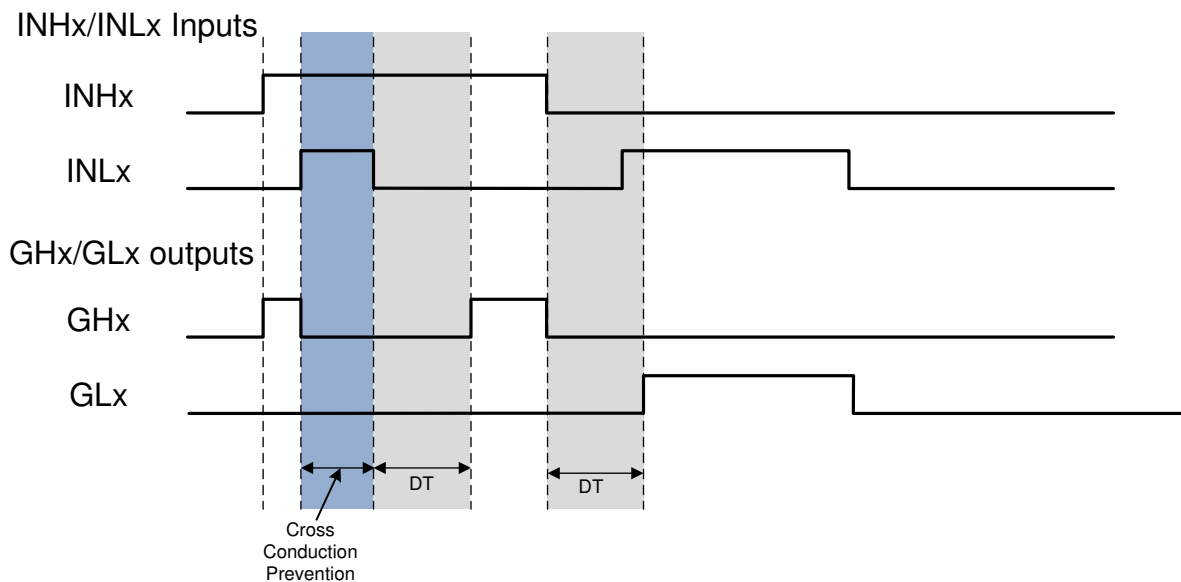 INHx/INLx Inputs
INHx
INLx
GHx/GLx outputs
GHx
GLx
DT
DT
Cross
Conduction
Prevention